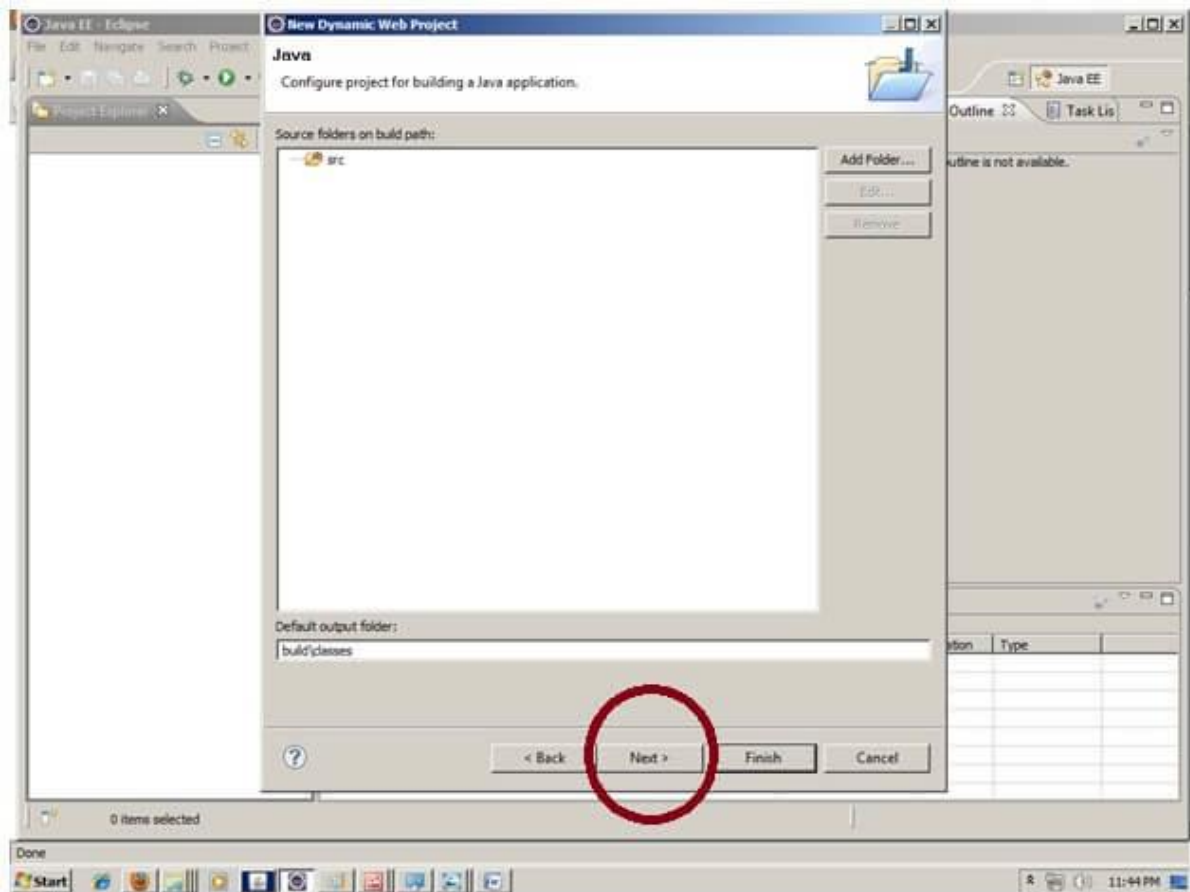 Java EE - Eclipse
File Edit Navigate Search Project
Project Explorer
New Dynamic Web Project
Java
Configure project for building a Java application.
Source folders on build path:
src
Add Folder...
Edit...
Remove
Default output folder:
build\classes
?
< Back
Next >
Finish
Cancel
Java EE
Outline
Task Lis
utline is not available.
ation
Type
0 items selected
Done
Start
11:44 PM